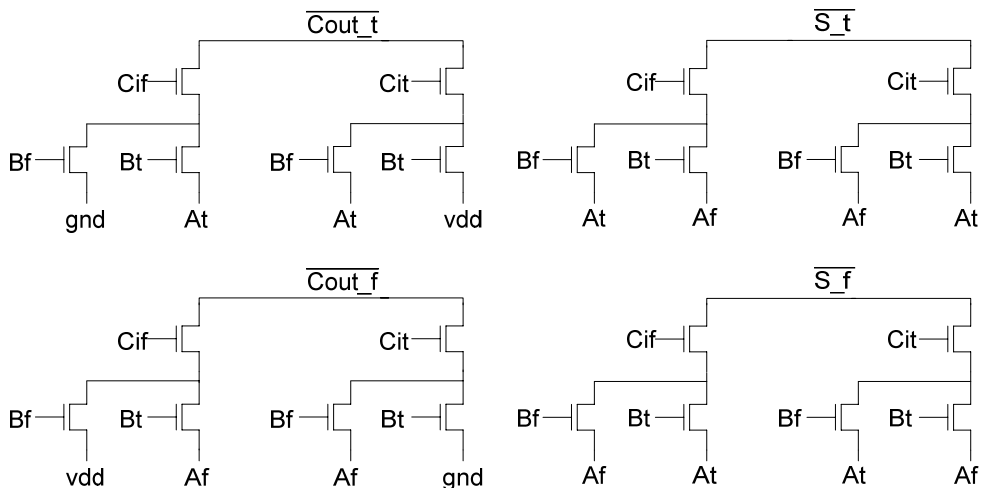 Cout_t S_t
Cif Cit Cif Cit
Bf Bt Bf Bt Bf Bt Bf Bt
gnd At At vdd At Af Af At
Cout_f S_f
Cif Cit Cif Cit
Bf Bt Bf Bt Bf Bt Bf Bt
vdd Af Af gnd Af At At Af